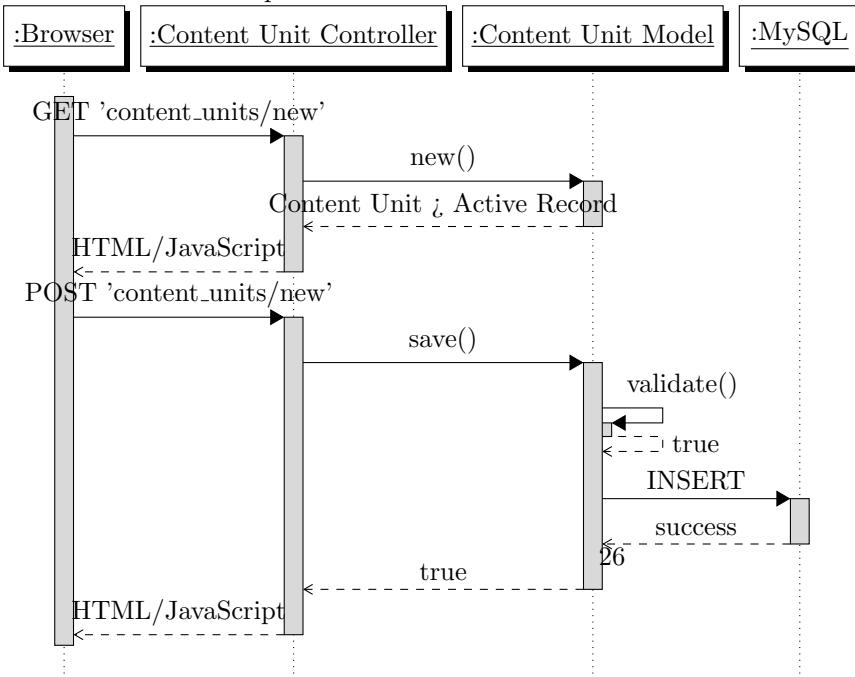 :Browser
:Content Unit Controller
:Content Unit Model
:MySQL
GET 'content_units/new'
new()
Content Unit ¿ Active Record
HTML/JavaScript
POST 'content_units/new'
save()
validate()
true
INSERT
success
26
true
HTML/JavaScript